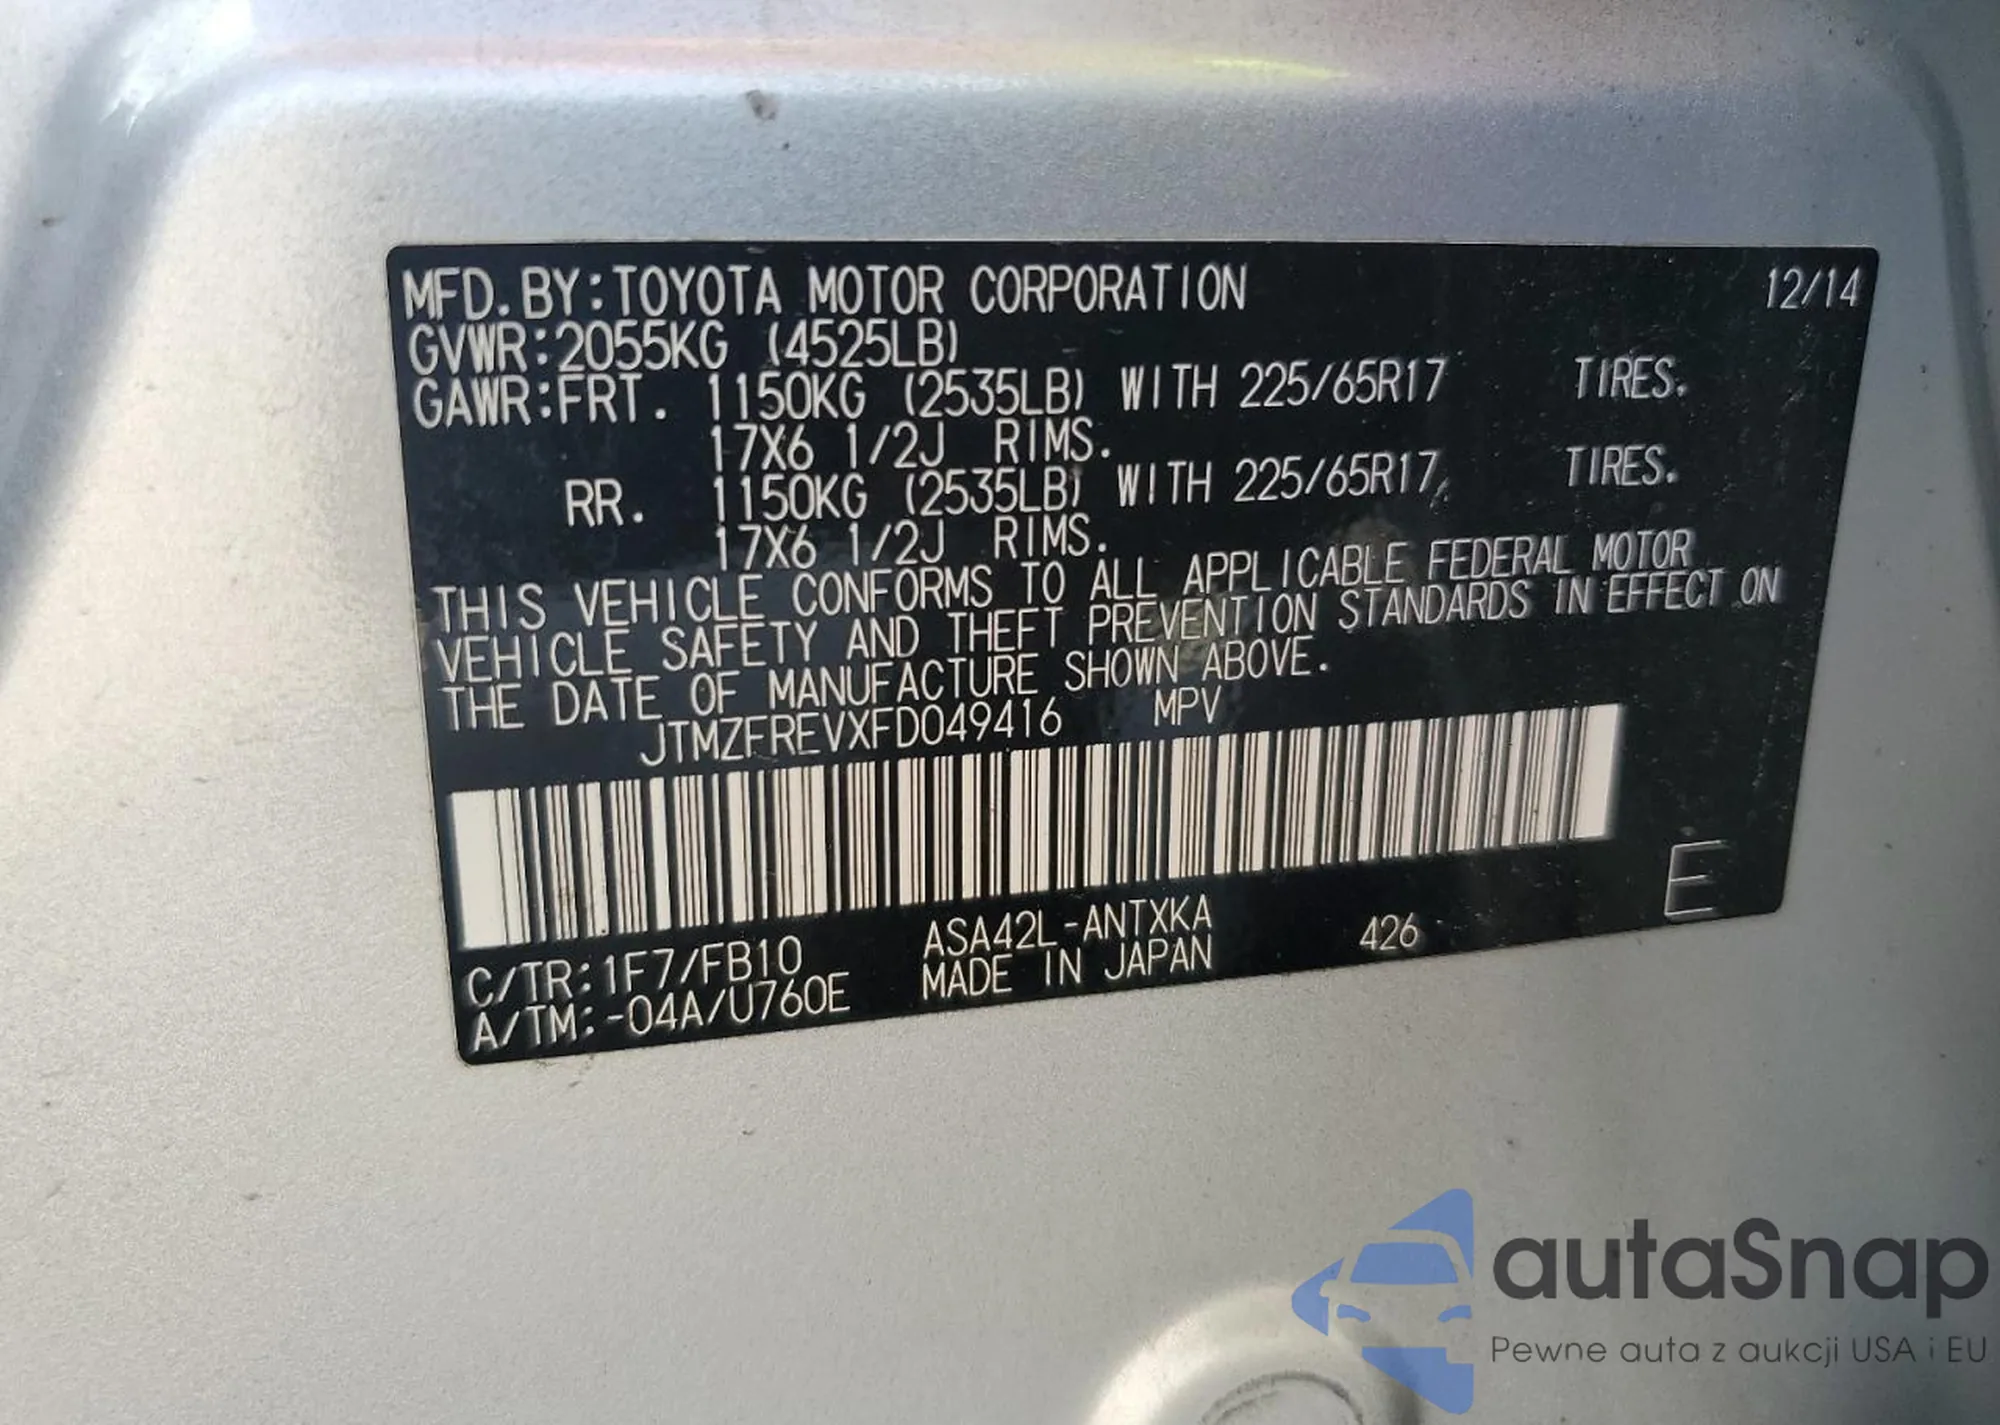 MFD. BY: TOYOTA MOTOR CORPORATION 12/14
GVWR: 2055KG (4525LB)
GAWR: FRT. 1150KG (2535LB) WITH 225/65R17 TIRES.
17X6 1/2J RIMS.
RR. 1150KG (2535LB) WITH 225/65R17 TIRES.
17X6 1/2J RIMS.
THIS VEHICLE CONFORMS TO ALL APPLICABLE FEDERAL MOTOR
VEHICLE SAFETY AND THEFT PREVENTION STANDARDS IN EFFECT ON
THE DATE OF MANUFACTURE SHOWN ABOVE.
JTMZFREVXFD049416 MPV
E
C/TR: 1F7/FB10 ASA42L-ANTXKA 426
A/TM: -04A/U760E MADE IN JAPAN
autaSnap
Pewne auta z aukcji USA i EU